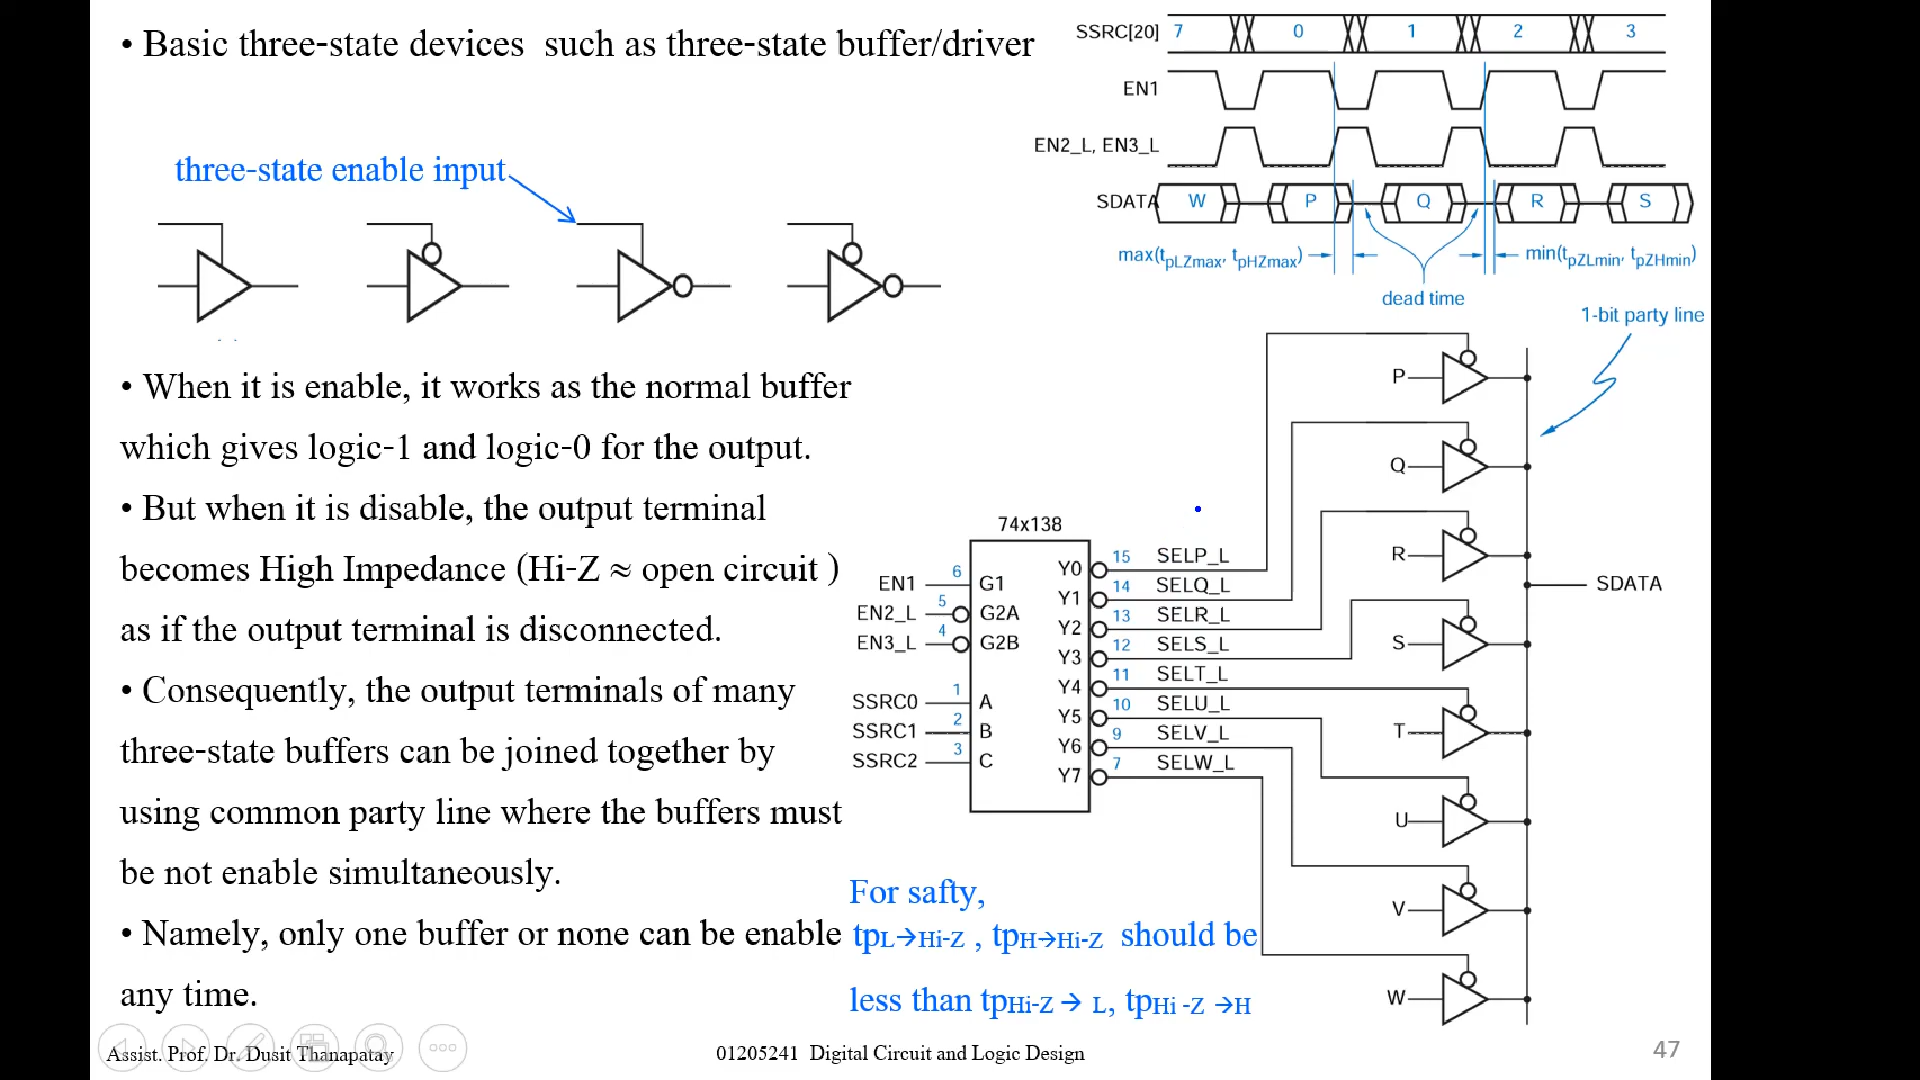 • Basic three-state devices  such as three-state buffer/driver
three-state enable input
• When it is enable, it works as the normal buffer
which gives logic-1 and logic-0 for the output.
• But when it is disable, the output terminal
becomes High Impedance (Hi-Z ≈ open circuit )
as if the output terminal is disconnected.
• Consequently, the output terminals of many
three-state buffers can be joined together by
using common party line where the buffers must
be not enable simultaneously.
• Namely, only one buffer or none can be enable
any time.
SSRC[20] 7 0 1 2 3
EN1
EN2_L, EN3_L
SDATA W P Q R S
max(tpLZmax, tpHZmax) min(tpZLmin, tpZHmin)
dead time
1-bit party line
74x138
EN1 6 G1
EN2_L 5 G2A
EN3_L 4 G2B
SSRC0 1 A
SSRC1 2 B
SSRC2 3 C
Y0 15 SELP_L
Y1 14 SELQ_L
Y2 13 SELR_L
Y3 12 SELS_L
Y4 11 SELT_L
Y5 10 SELU_L
Y6 9 SELV_L
Y7 7 SELW_L
P
Q
R
SDATA
S
T
U
V
W
For safty,
tpL→Hi-Z , tpH→Hi-Z  should be
less than tpHi-Z → L, tpHi -Z →H
Assist. Prof. Dr. Dusit Thanapatay
01205241  Digital Circuit and Logic Design
47